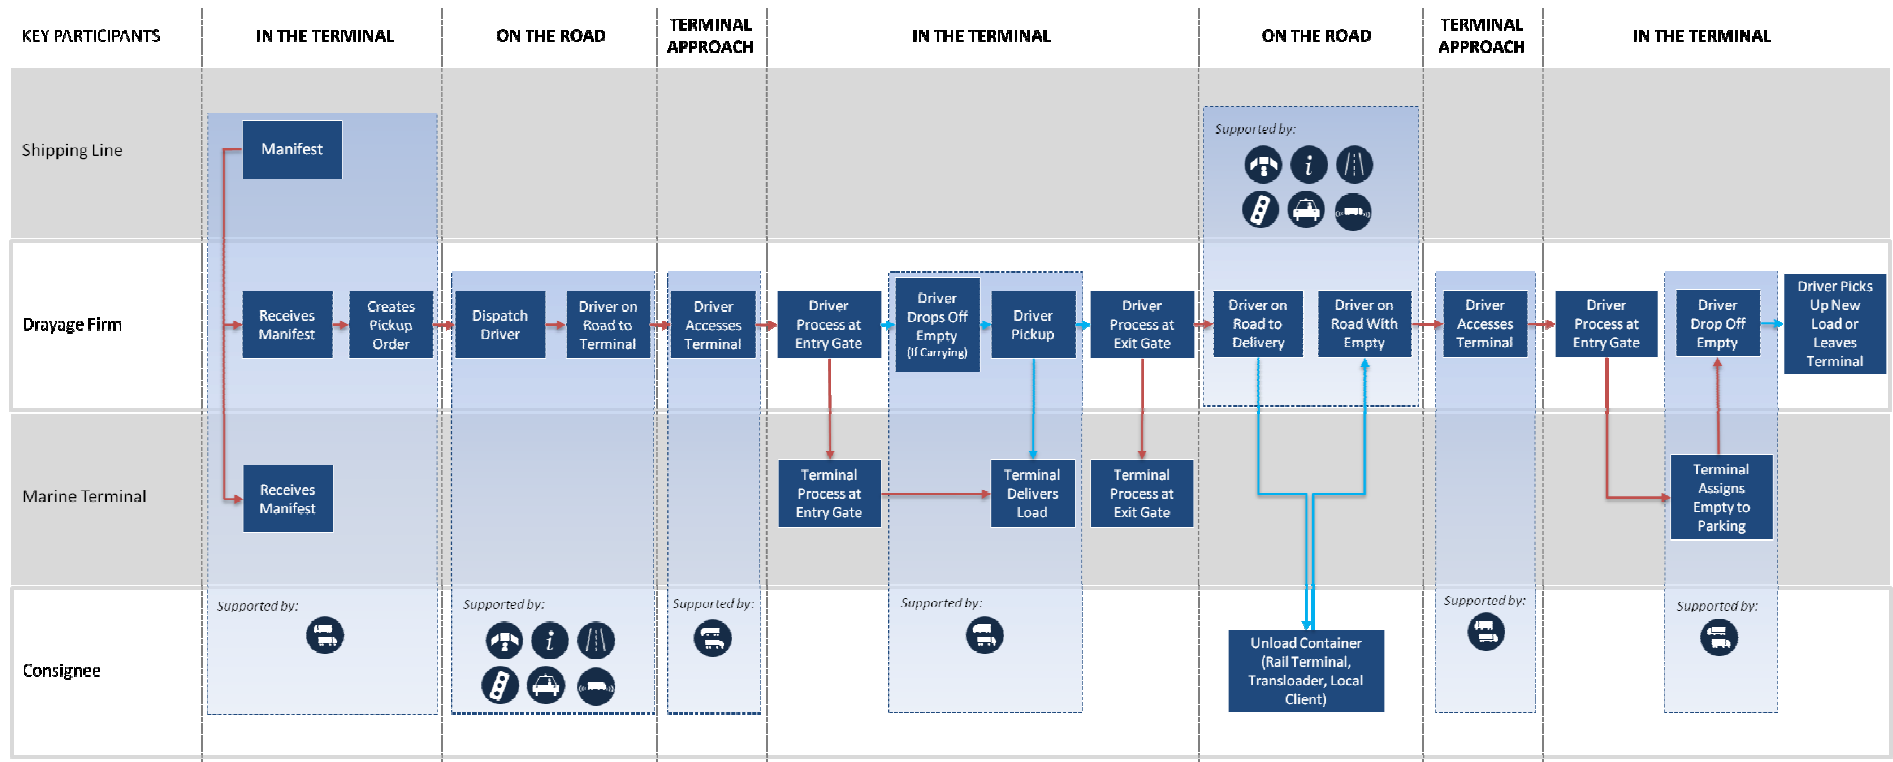 KEY PARTICIPANTS
IN THE TERMINAL
ON THE ROAD
TERMINAL
APPROACH
IN THE TERMINAL
ON THE ROAD
TERMINAL
APPROACH
IN THE TERMINAL
Shipping Line
Manifest
Supported by:
i
Drayage Firm
Receives
Manifest
Creates
Pickup
Order
Dispatch
Driver
Driver on
Road to
Terminal
Driver
Accesses
Terminal
Driver
Process at
Entry Gate
Driver
Drops Off
Empty
(If Carrying)
Driver
Pickup
Driver
Process at
Exit Gate
Driver on
Road to
Delivery
Driver on
Road With
Empty
Driver
Accesses
Terminal
Driver
Process at
Entry Gate
Driver
Drop Off
Empty
Driver Picks
Up New
Load or
Leaves
Terminal
Marine Terminal
Receives
Manifest
Terminal
Process at
Entry Gate
Terminal
Delivers
Load
Terminal
Process at
Exit Gate
Terminal
Assigns
Empty to
Parking
Consignee
Supported by:
Supported by:
i
Supported by:
Supported by:
Unload Container
(Rail Terminal,
Transloader, Local
Client)
Supported by:
Supported by: